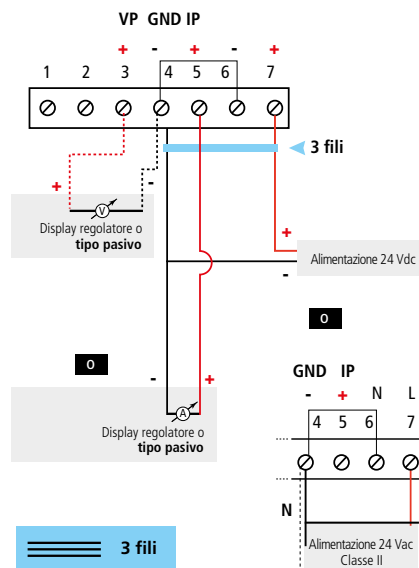 VP GND IP
+ - + - +
1 2 3 4 5 6 7
3 fili
+ -
V
Display regolatore o
tipo pasivo
+
Alimentazione 24 Vdc
-
o
o
GND IP
- + N L
4 5 6 7
- +
A
Display regolatore o
tipo pasivo
N
Alimentazione 24 Vac
Classe II
3 fili